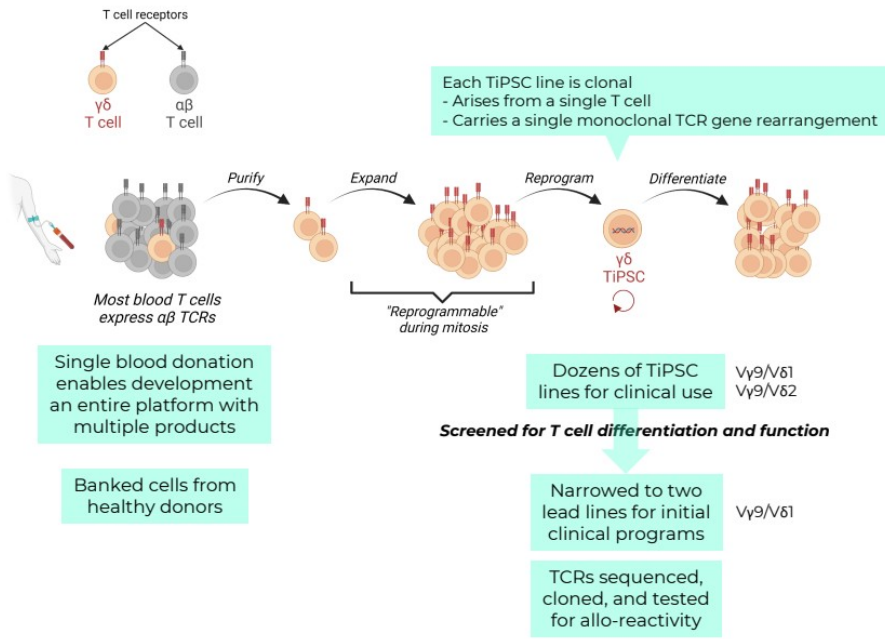 T cell receptors
γδ
T cell
αβ
T cell
Each TiPSC line is clonal
- Arises from a single T cell
- Carries a single monoclonal TCR gene rearrangement
Purify
Expand
Reprogram
Differentiate
γδ
TiPSC
Most blood T cells
express αβ TCRs
"Reprogrammable"
during mitosis
Single blood donation
enables development
an entire platform with
multiple products
Banked cells from
healthy donors
Dozens of TiPSC
lines for clinical use
Vγ9/Vδ1
Vγ9/Vδ2
Screened for T cell differentiation and function
Narrowed to two
lead lines for initial
clinical programs
Vγ9/Vδ1
TCRs sequenced,
cloned, and tested
for allo-reactivity